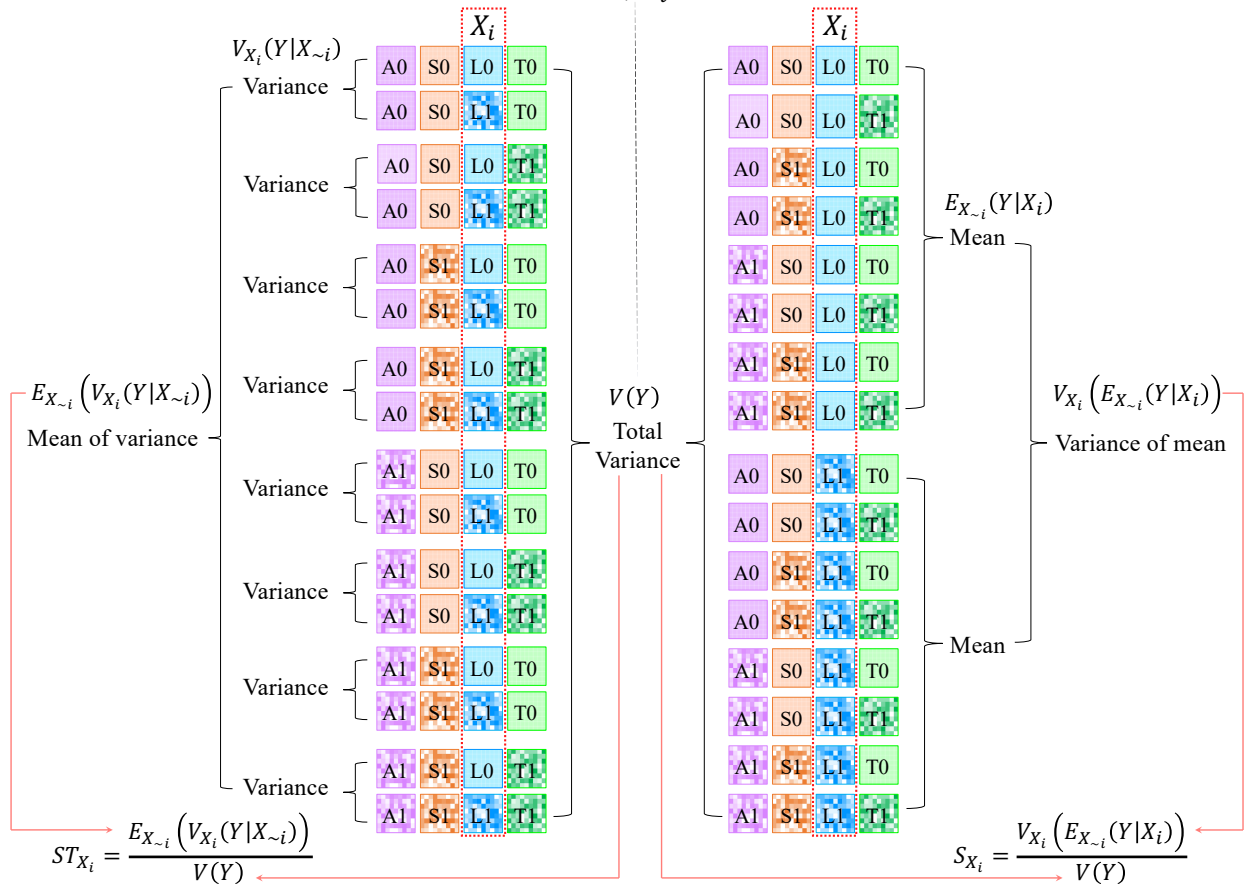 X_i
V_{X_i}(Y|X_{~i})
A0 S0 L0 T0
Variance
A0 S0 L1 T0
A0 S0 L0 T1
Variance
A0 S0 L1 T1
A0 S1 L0 T0
Variance
A0 S1 L1 T0
A0 S1 L0 T1
Variance
A0 S1 L1 T1
E_{X_{~i}}(V_{X_i}(Y|X_{~i}))
Mean of variance
A1 S0 L0 T0
Variance
A1 S0 L1 T0
A1 S0 L0 T1
Variance
A1 S0 L1 T1
A1 S1 L0 T0
Variance
A1 S1 L1 T0
A1 S1 L0 T1
Variance
A1 S1 L1 T1
ST_{X_i} = E_{X_{~i}}(V_{X_i}(Y|X_{~i})) / V(Y)
V(Y)
Total
Variance
X_i
A0 S0 L0 T0
A0 S0 L0 T1
A0 S1 L0 T0
A0 S1 L0 T1
A1 S0 L0 T0
A1 S0 L0 T1
A1 S1 L0 T0
A1 S1 L0 T1
E_{X_{~i}}(Y|X_i)
Mean
A0 S0 L1 T0
A0 S0 L1 T1
A0 S1 L1 T0
A0 S1 L1 T1
A1 S0 L1 T0
A1 S0 L1 T1
A1 S1 L1 T0
A1 S1 L1 T1
Mean
V_{X_i}(E_{X_{~i}}(Y|X_i))
Variance of mean
S_{X_i} = V_{X_i}(E_{X_{~i}}(Y|X_i)) / V(Y)